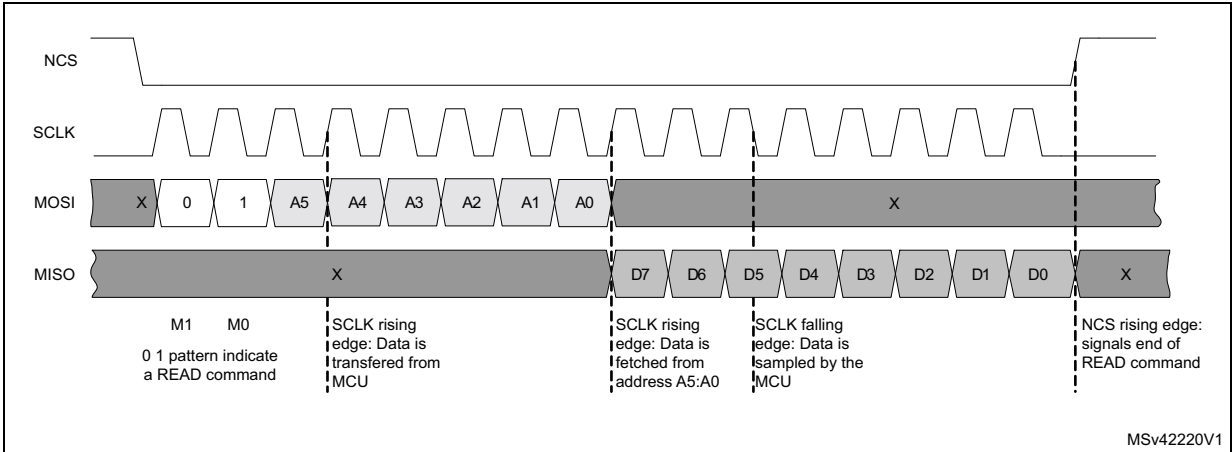 NCS
SCLK
MOSI X 0 1 A5 A4 A3 A2 A1 A0 X
MISO X D7 D6 D5 D4 D3 D2 D1 D0 X
M1 M0
0 1 pattern indicate
a READ command
SCLK rising
edge: Data is
transfered from
MCU
SCLK rising
edge: Data is
fetched from
address A5:A0
SCLK falling
edge: Data is
sampled by the
MCU
NCS rising edge:
signals end of
READ command
MSv42220V1